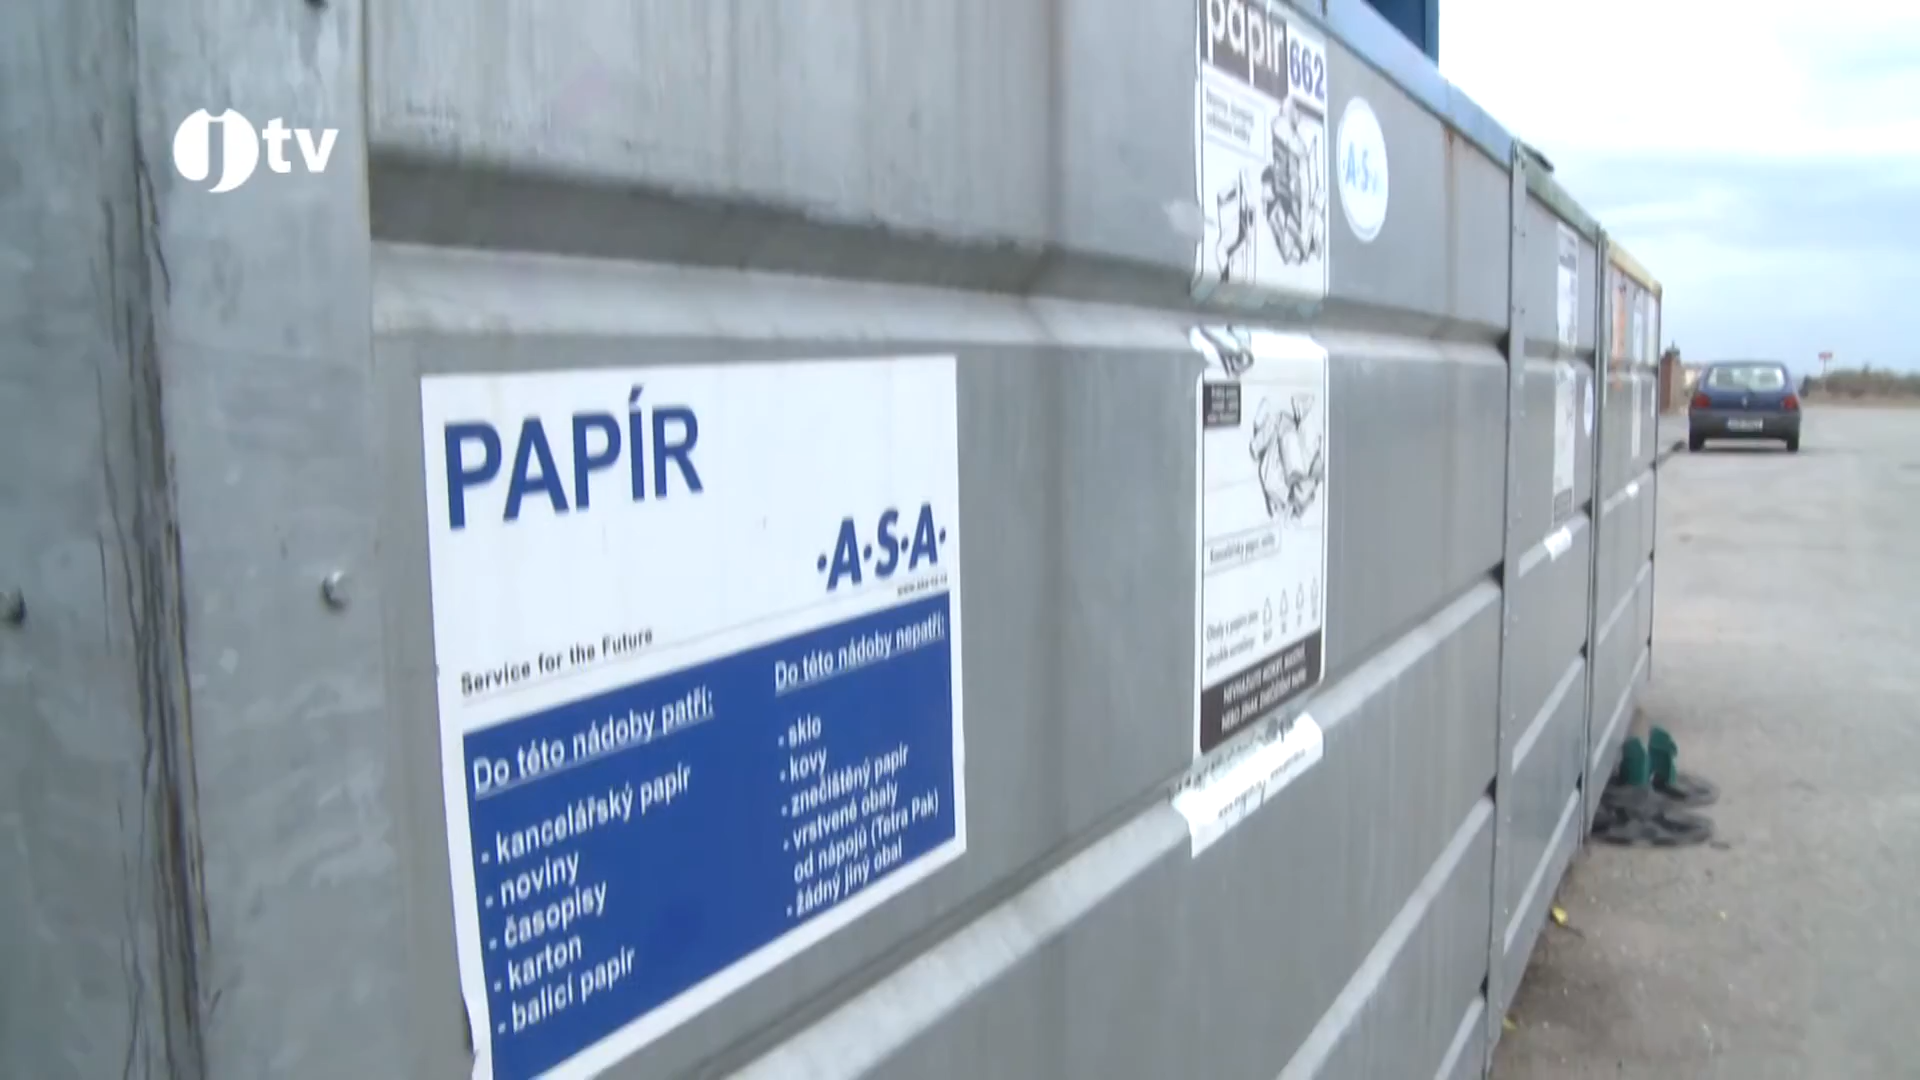 jtv
papír
662
A.S.
PAPÍR
·A·S·A·
Service for the Future
Do této nádoby patří:
- kancelářský papír
- noviny
- časopisy
- karton
- balicí papír
Do této nádoby nepatří:
- sklo
- kovy
- znečištěný papír
- vrstvené obaly
od nápojů (Tetra Pak)
- žádný jiný obal